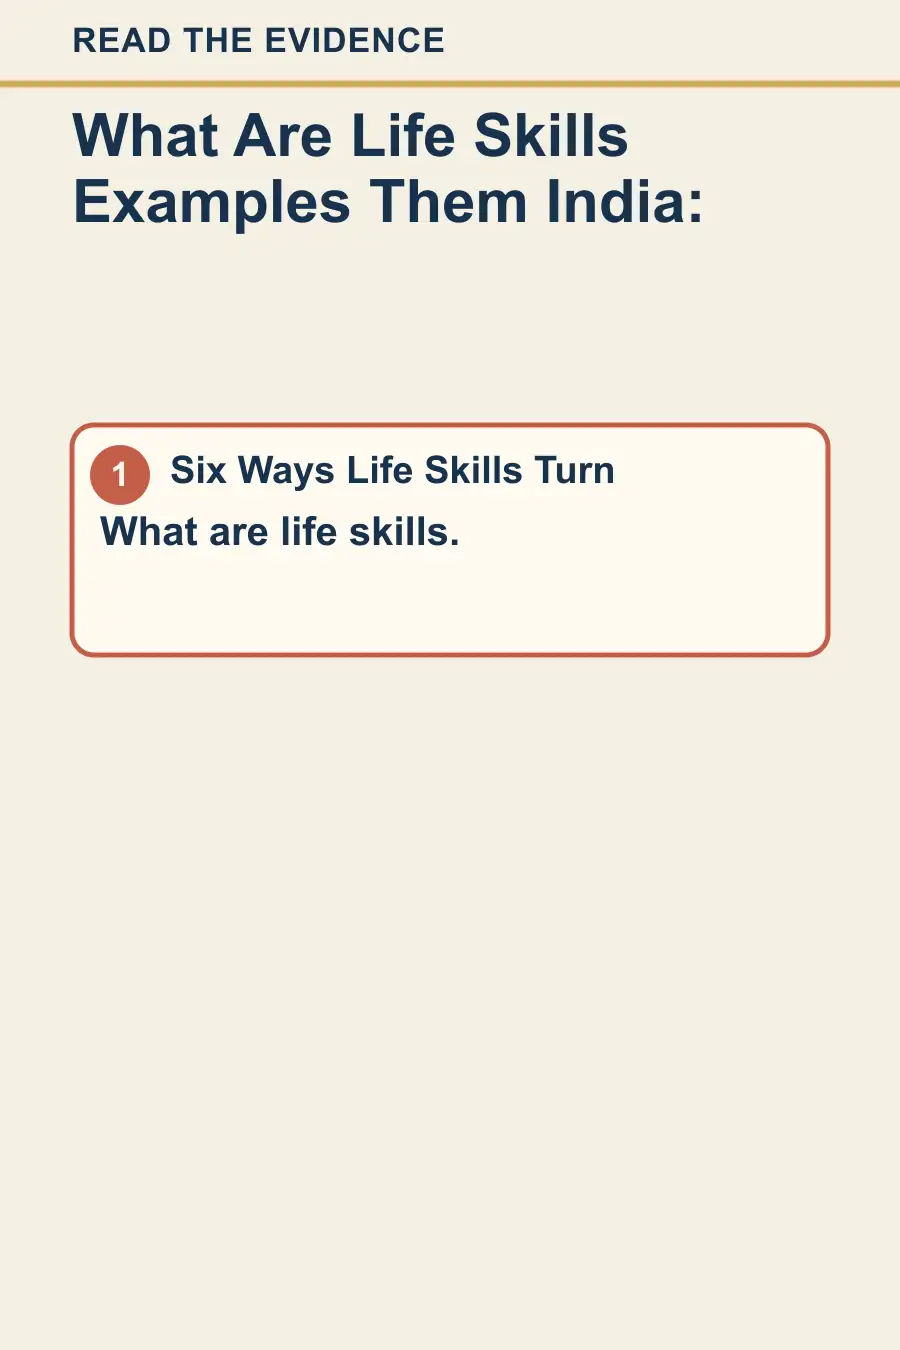 READ THE EVIDENCE
What Are Life Skills
Examples Them India:
1 Six Ways Life Skills Turn
What are life skills.